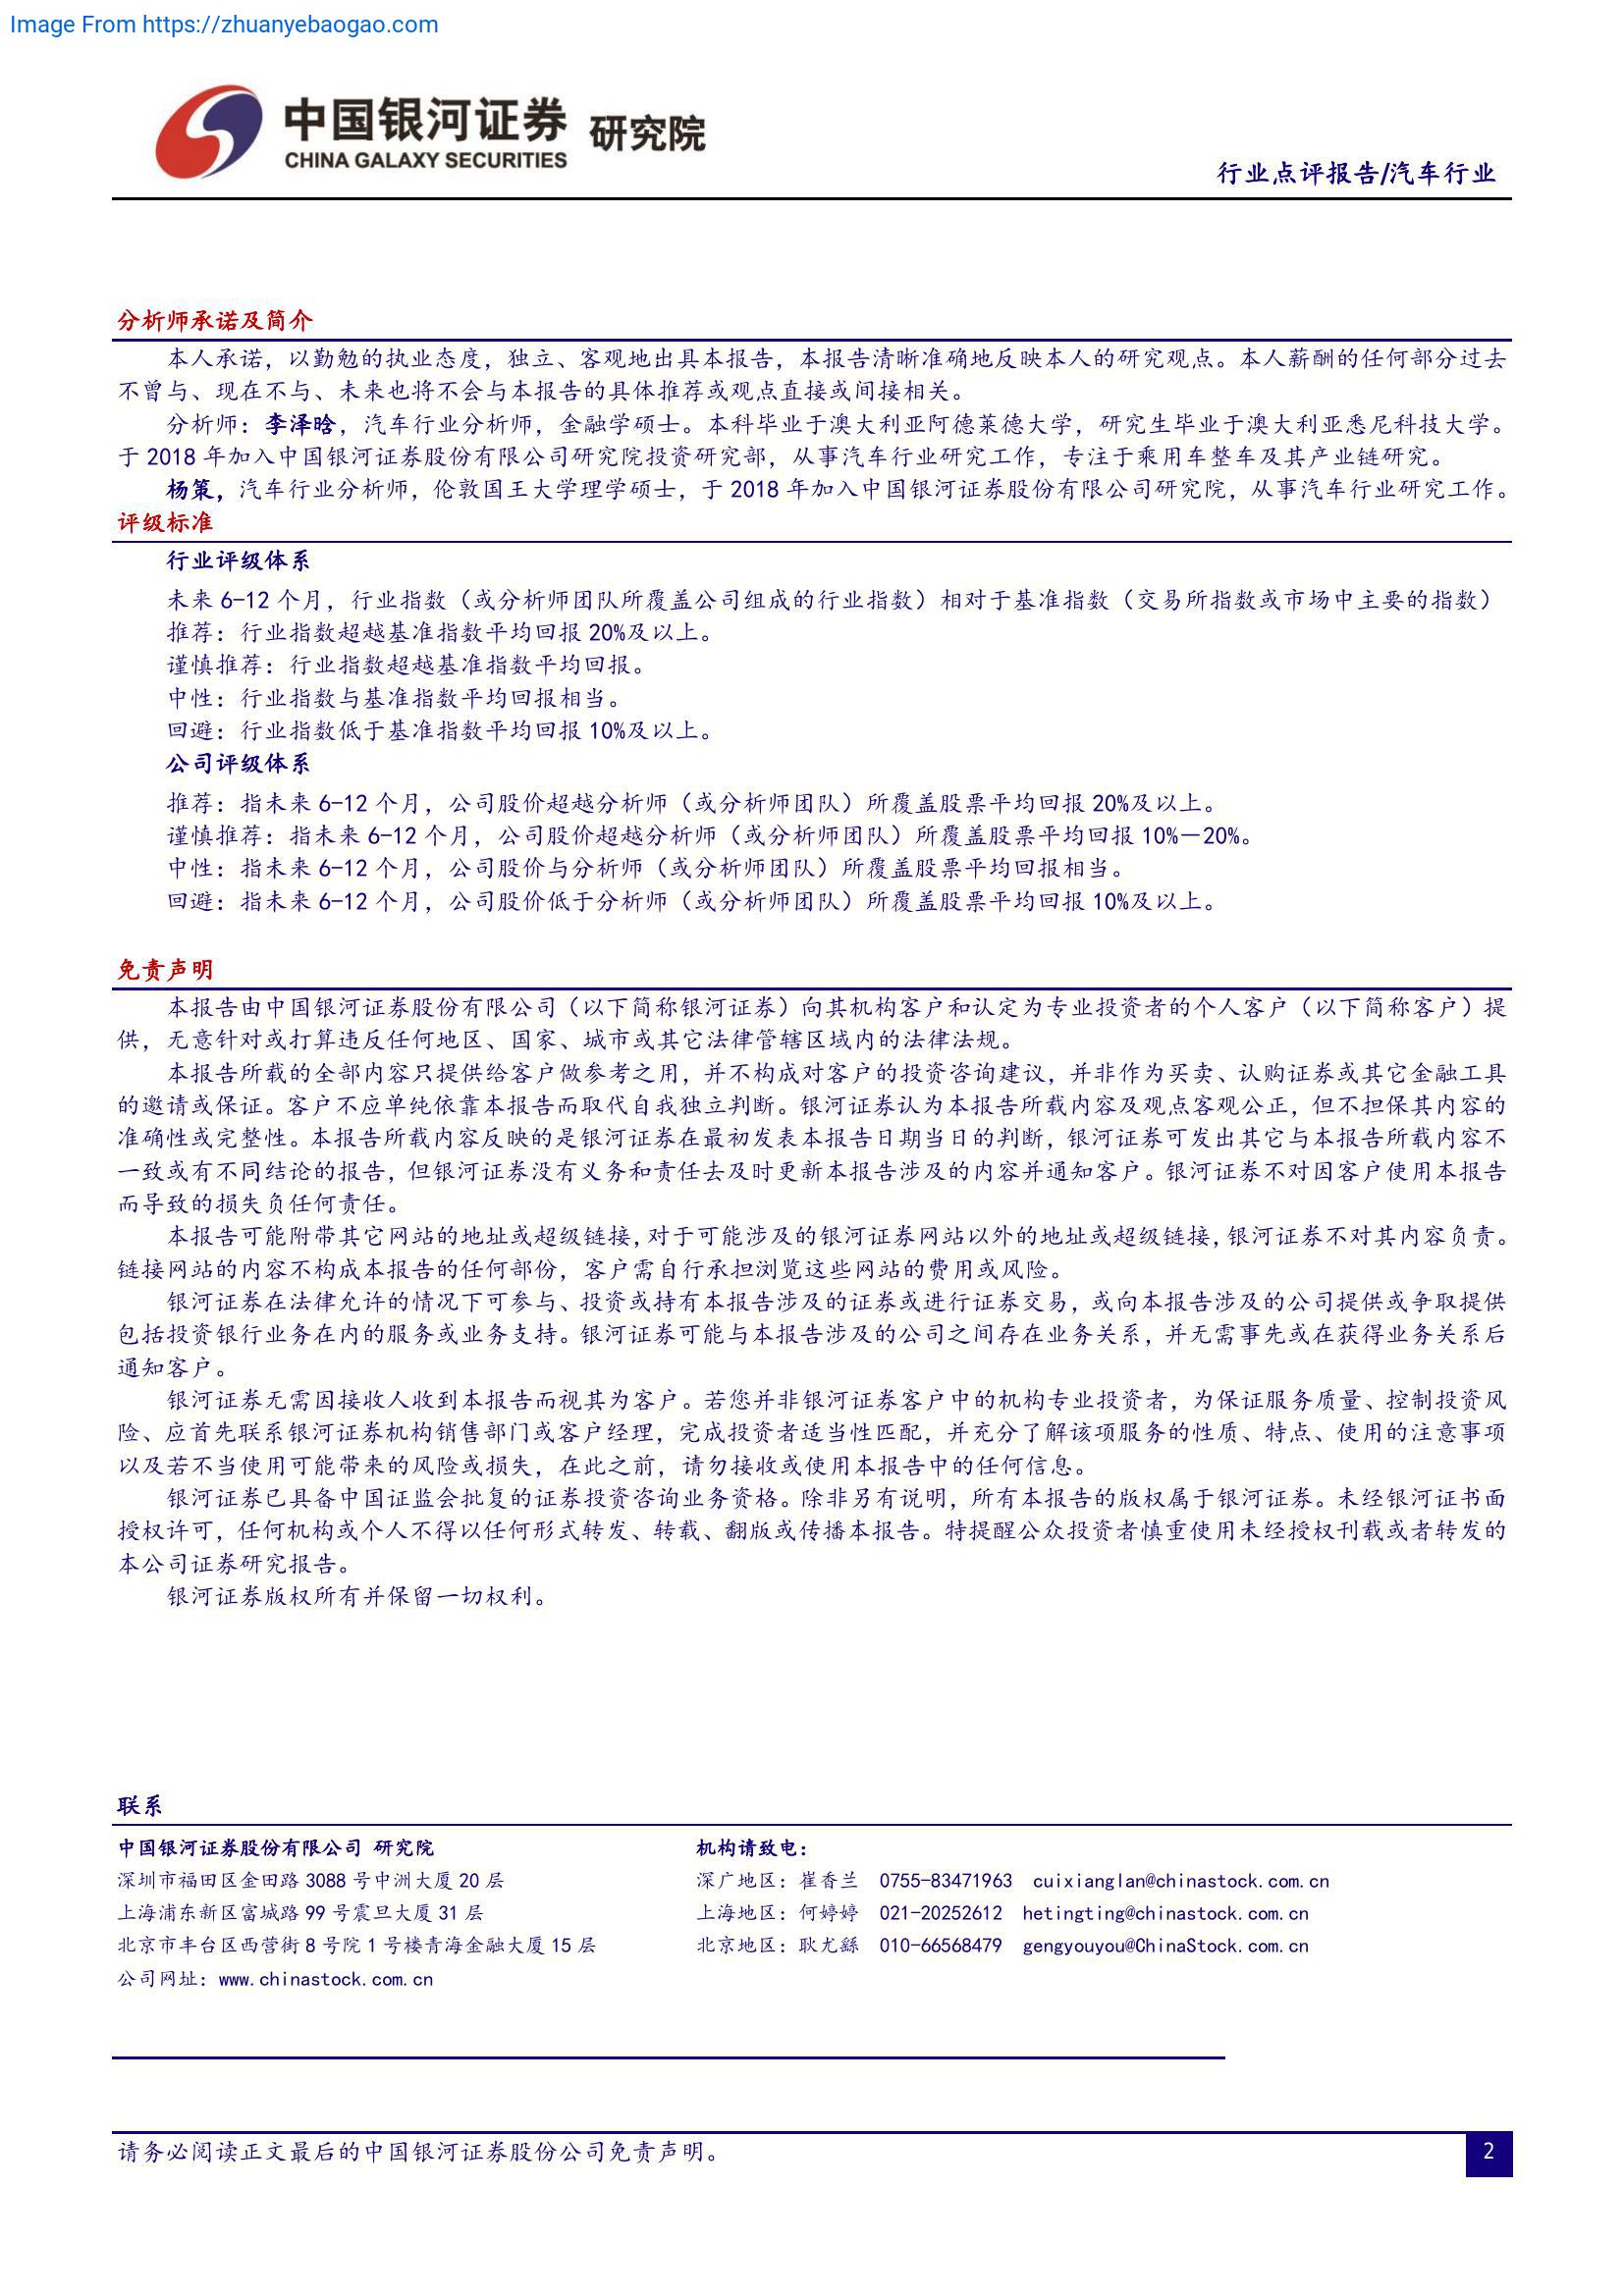 Image From https://zhuanyebaogao.com
中国银河证券 研究院
CHINA GALAXY SECURITIES
行业点评报告/汽车行业
分析师承诺及简介
本人承诺，以勤勉的执业态度，独立、客观地出具本报告，本报告清晰准确地反映本人的研究观点。本人薪酬的任何部分过去
不曾与、现在不与、未来也将不会与本报告的具体推荐或观点直接或间接相关。
分析师：李泽晗，汽车行业分析师，金融学硕士。本科毕业于澳大利亚阿德莱德大学，研究生毕业于澳大利亚悉尼科技大学。
于 2018 年加入中国银河证券股份有限公司研究院投资研究部，从事汽车行业研究工作，专注于乘用车整车及其产业链研究。
杨策，汽车行业分析师，伦敦国王大学理学硕士，于 2018 年加入中国银河证券股份有限公司研究院，从事汽车行业研究工作。
评级标准
行业评级体系
未来 6-12 个月，行业指数（或分析师团队所覆盖公司组成的行业指数）相对于基准指数（交易所指数或市场中主要的指数）
推荐：行业指数超越基准指数平均回报 20%及以上。
谨慎推荐：行业指数超越基准指数平均回报。
中性：行业指数与基准指数平均回报相当。
回避：行业指数低于基准指数平均回报 10%及以上。
公司评级体系
推荐：指未来 6-12 个月，公司股价超越分析师（或分析师团队）所覆盖股票平均回报 20%及以上。
谨慎推荐：指未来 6-12 个月，公司股价超越分析师（或分析师团队）所覆盖股票平均回报 10%－20%。
中性：指未来 6-12 个月，公司股价与分析师（或分析师团队）所覆盖股票平均回报相当。
回避：指未来 6-12 个月，公司股价低于分析师（或分析师团队）所覆盖股票平均回报 10%及以上。
免责声明
本报告由中国银河证券股份有限公司（以下简称银河证券）向其机构客户和认定为专业投资者的个人客户（以下简称客户）提
供，无意针对或打算违反任何地区、国家、城市或其它法律管辖区域内的法律法规。
本报告所载的全部内容只提供给客户做参考之用，并不构成对客户的投资咨询建议，并非作为买卖、认购证券或其它金融工具
的邀请或保证。客户不应单纯依靠本报告而取代自我独立判断。银河证券认为本报告所载内容及观点客观公正，但不担保其内容的
准确性或完整性。本报告所载内容反映的是银河证券在最初发表本报告日期当日的判断，银河证券可发出其它与本报告所载内容不
一致或有不同结论的报告，但银河证券没有义务和责任去及时更新本报告涉及的内容并通知客户。银河证券不对因客户使用本报告
而导致的损失负任何责任。
本报告可能附带其它网站的地址或超级链接，对于可能涉及的银河证券网站以外的地址或超级链接，银河证券不对其内容负责。
链接网站的内容不构成本报告的任何部份，客户需自行承担浏览这些网站的费用或风险。
银河证券在法律允许的情况下可参与、投资或持有本报告涉及的证券或进行证券交易，或向本报告涉及的公司提供或争取提供
包括投资银行业务在内的服务或业务支持。银河证券可能与本报告涉及的公司之间存在业务关系，并无需事先或在获得业务关系后
通知客户。
银河证券无需因接收人收到本报告而视其为客户。若您并非银河证券客户中的机构专业投资者，为保证服务质量、控制投资风
险、应首先联系银河证券机构销售部门或客户经理，完成投资者适当性匹配，并充分了解该项服务的性质、特点、使用的注意事项
以及若不当使用可能带来的风险或损失，在此之前，请勿接收或使用本报告中的任何信息。
银河证券已具备中国证监会批复的证券投资咨询业务资格。除非另有说明，所有本报告的版权属于银河证券。未经银河证书面
授权许可，任何机构或个人不得以任何形式转发、转载、翻版或传播本报告。特提醒公众投资者慎重使用未经授权刊载或者转发的
本公司证券研究报告。
银河证券版权所有并保留一切权利。
联系
中国银河证券股份有限公司 研究院
深圳市福田区金田路 3088 号中洲大厦 20 层
上海浦东新区富城路 99 号震旦大厦 31 层
北京市丰台区西营街 8 号院 1 号楼青海金融大厦 15 层
公司网址：www.chinastock.com.cn
机构请致电：
深广地区：崔香兰 0755-83471963 cuixianglan@chinastock.com.cn
上海地区：何婷婷 021-20252612 hetingting@chinastock.com.cn
北京地区：耿尤繇 010-66568479 gengyouyou@ChinaStock.com.cn
请务必阅读正文最后的中国银河证券股份公司免责声明。
2